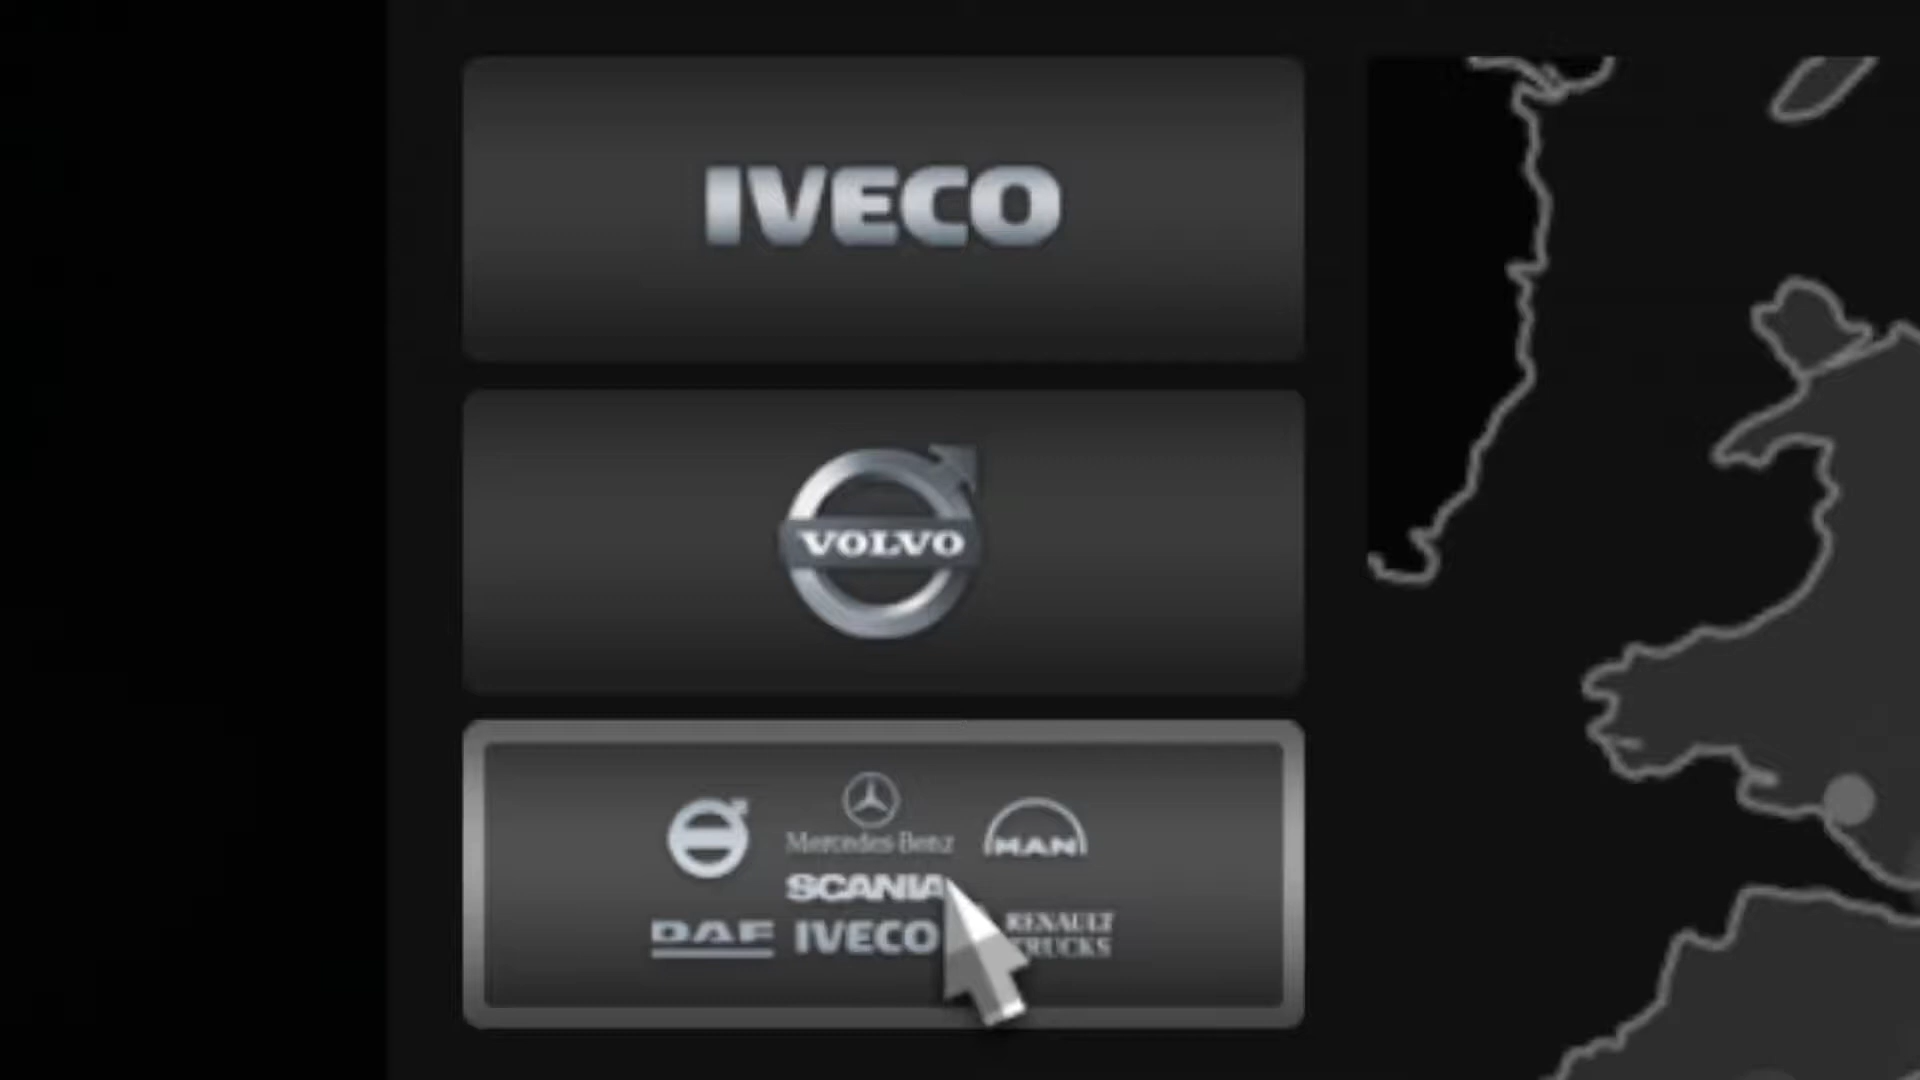 IVECO
VOLVO
Mercedes-Benz
MAN
SCANIA
DAF IVECO RENAULT
TRUCKS